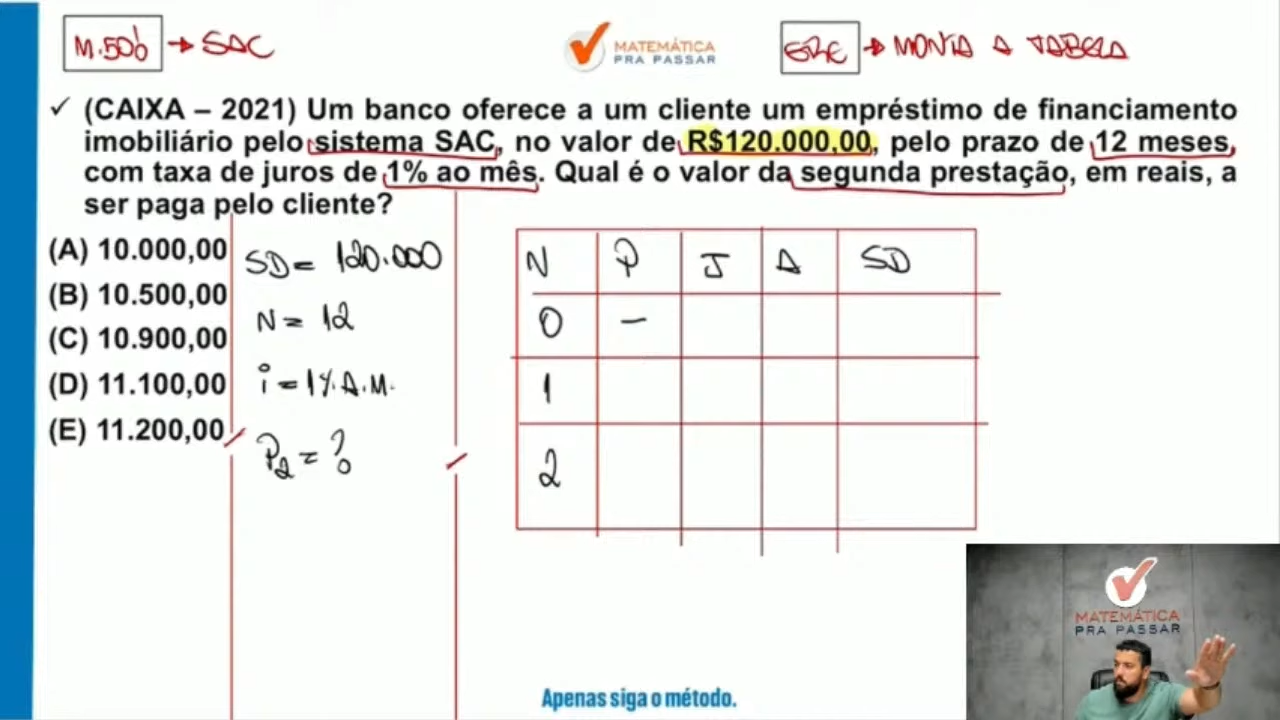 M.506 → SAC
MATEMÁTICA
PRA PASSAR
→ MONTA A TABELA
✓ (CAIXA – 2021) Um banco oferece a um cliente um empréstimo de financiamento
imobiliário pelo sistema SAC, no valor de R$120.000,00, pelo prazo de 12 meses,
com taxa de juros de 1% ao mês. Qual é o valor da segunda prestação, em reais, a
ser paga pelo cliente?
(A) 10.000,00
(B) 10.500,00
(C) 10.900,00
(D) 11.100,00
(E) 11.200,00
SD = 120.000
N = 12
i = 1% A.M.
P2 = ?
N P J A SD
0 –
1
2
MATEMÁTICA
PRA PASSAR
Apenas siga o método.